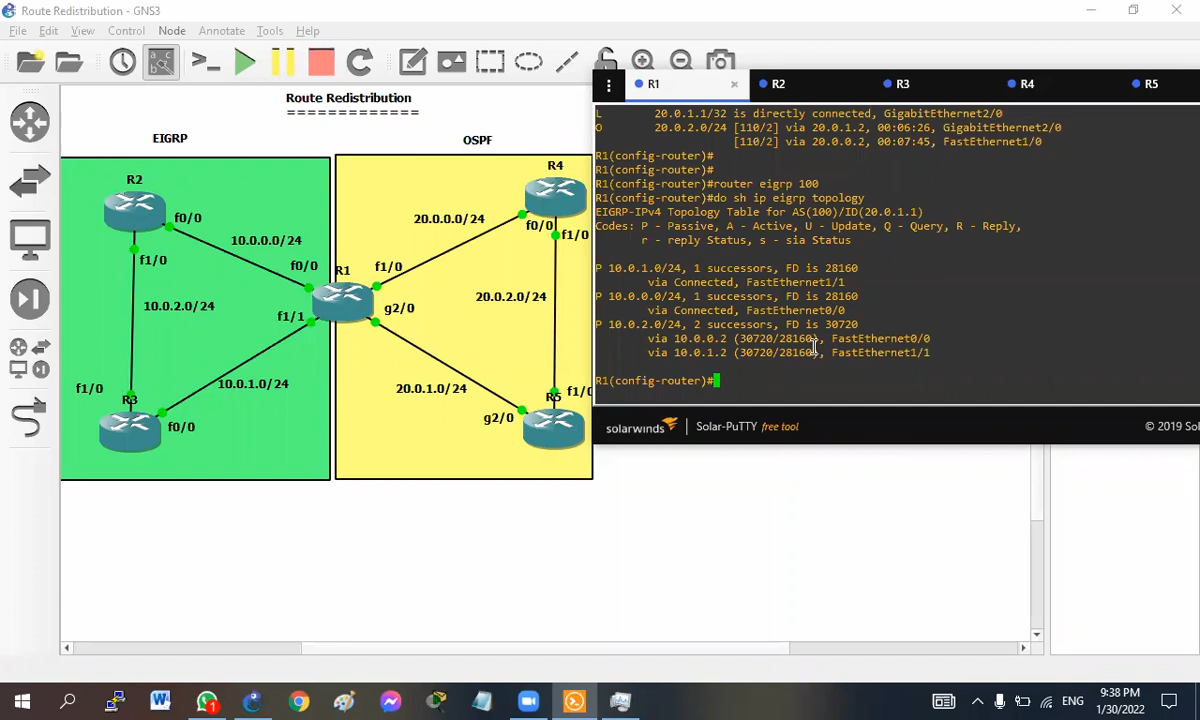 Route Redistribution - GNS3
File Edit View Control Node Annotate Tools Help
Route Redistribution
====================
EIGRP
OSPF
R2
f0/0
f1/0
10.0.0.0/24
f0/0
R1
10.0.2.0/24
f1/1
f1/0
R3
10.0.1.0/24
f0/0
f1/0
20.0.0.0/24
R4
f0/0
f1/0
20.0.2.0/24
g2/0
20.0.1.0/24
f1/0
R5
g2/0
R1 × R2 R3 R4 R5
L 20.0.1.1/32 is directly connected, GigabitEthernet2/0
O 20.0.2.0/24 [110/2] via 20.0.1.2, 00:06:26, GigabitEthernet2/0
[110/2] via 20.0.0.2, 00:07:45, FastEthernet1/0
R1(config-router)#
R1(config-router)#
R1(config-router)#router eigrp 100
R1(config-router)#do sh ip eigrp topology
EIGRP-IPv4 Topology Table for AS(100)/ID(20.0.1.1)
Codes: P - Passive, A - Active, U - Update, Q - Query, R - Reply,
r - reply Status, s - sia Status
P 10.0.1.0/24, 1 successors, FD is 28160
via Connected, FastEthernet1/1
P 10.0.0.0/24, 1 successors, FD is 28160
via Connected, FastEthernet0/0
P 10.0.2.0/24, 2 successors, FD is 30720
via 10.0.0.2 (30720/28160), FastEthernet0/0
via 10.0.1.2 (30720/28160), FastEthernet1/1
R1(config-router)#
solarwinds Solar-PuTTY free tool © 2019 Sol
ENG
9:38 PM
1/30/2022